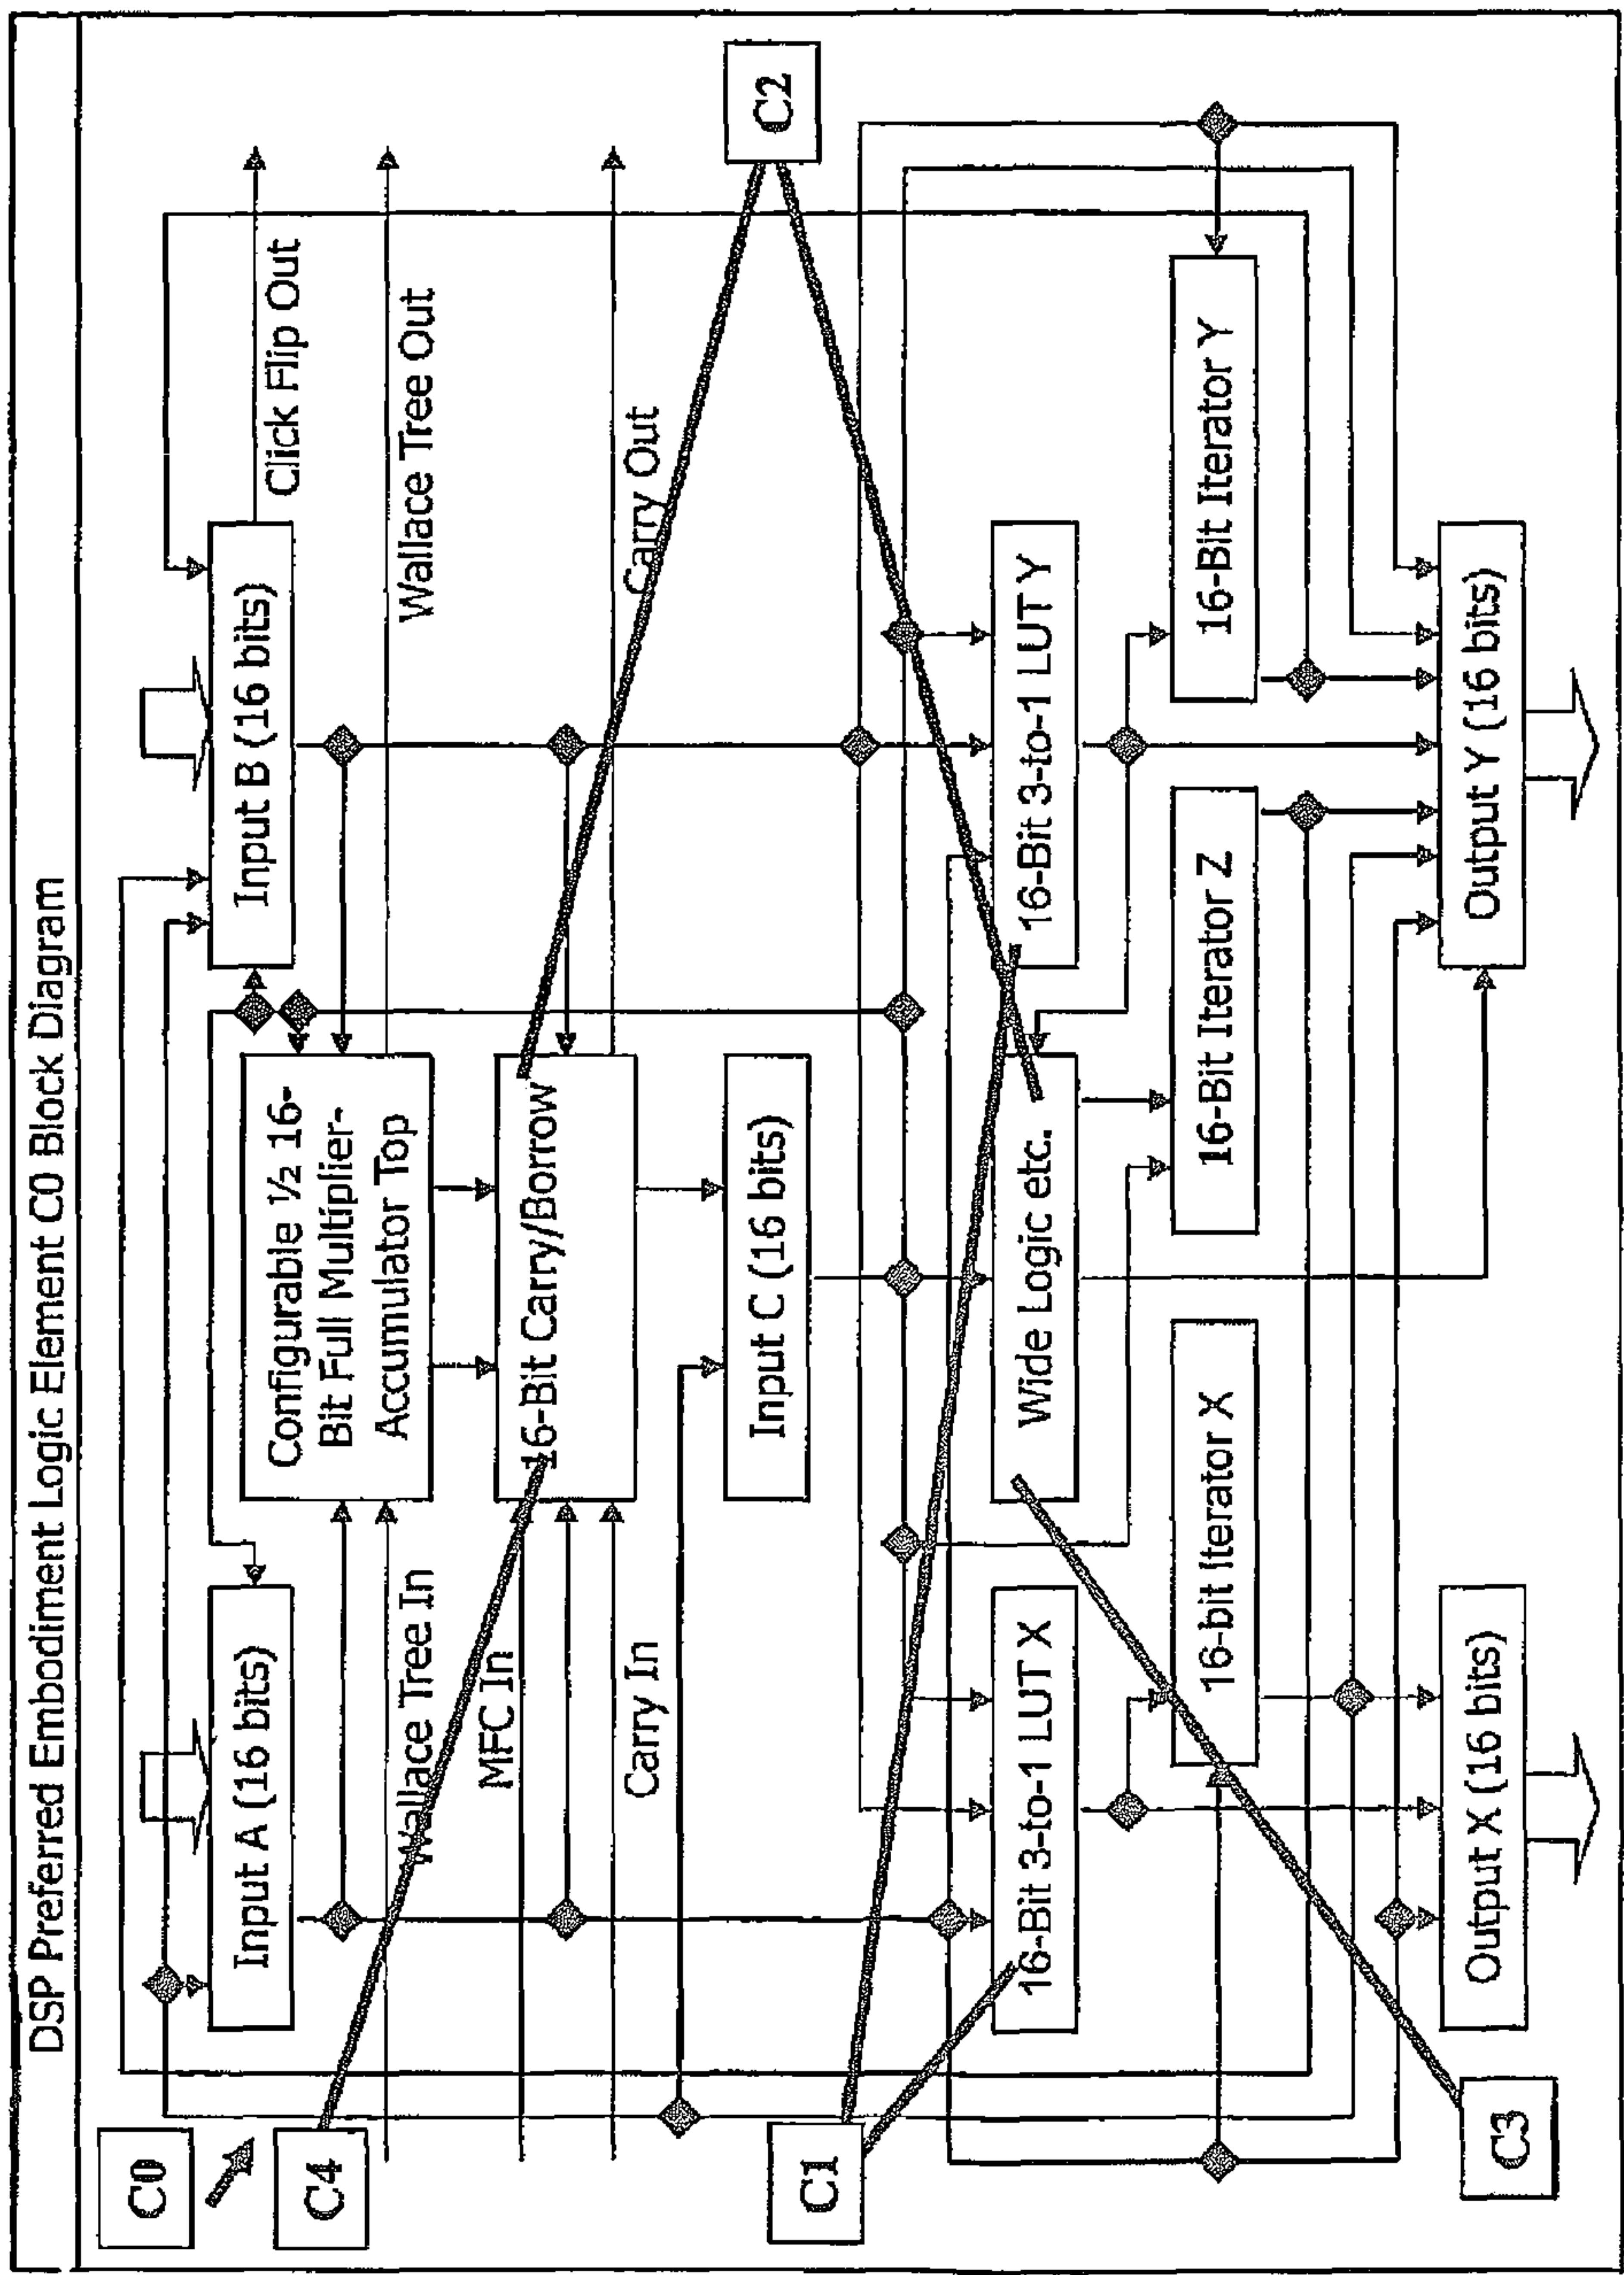 DSP Preferred Embodiment Logic Element C0 Block Diagram
C0
C4
Input A (16 bits)
Configurable ½ 16-
Bit Full Multiplier-
Accumulator Top
Input B (16 bits)
Click Flip Out
Wallace Tree In
Wallace Tree Out
MFC In
16-Bit Carry/Borrow
Carry In
Carry Out
Input C (16 bits)
C2
C1
16-Bit 3-to-1 LUT X
Wide Logic etc.
16-Bit 3-to-1 LUT Y
16-bit Iterator X
16-Bit Iterator Z
16-Bit Iterator Y
C3
Output X (16 bits)
Output Y (16 bits)